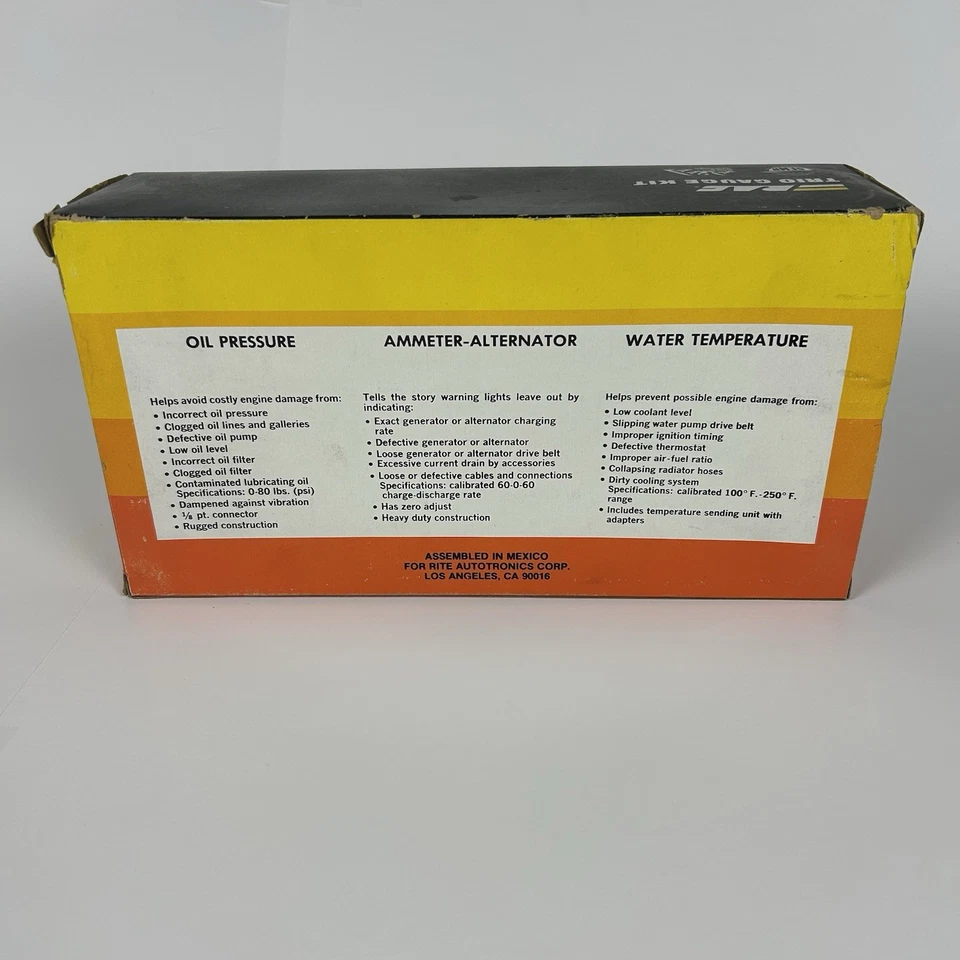 TRIO GAUGE KIT
OIL PRESSURE
Helps avoid costly engine damage from:
• Incorrect oil pressure
• Clogged oil lines and galleries
• Defective oil pump
• Low oil level
• Incorrect oil filter
• Clogged oil filter
• Contaminated lubricating oil
Specifications: 0-80 lbs. (psi)
• Dampened against vibration
• ⅛ pt. connector
• Rugged construction
AMMETER-ALTERNATOR
Tells the story warning lights leave out by
indicating:
• Exact generator or alternator charging
rate
• Defective generator or alternator
• Loose generator or alternator drive belt
• Excessive current drain by accessories
• Loose or defective cables and connections
Specifications: calibrated 60-0-60
charge-discharge rate
• Has zero adjust
• Heavy duty construction
WATER TEMPERATURE
Helps prevent possible engine damage from:
• Low coolant level
• Slipping water pump drive belt
• Improper ignition timing
• Defective thermostat
• Improper air-fuel ratio
• Collapsing radiator hoses
• Dirty cooling system
Specifications: calibrated 100° F.-250° F.
range
• Includes temperature sending unit with
adapters
ASSEMBLED IN MEXICO
FOR RITE AUTOTRONICS CORP.
LOS ANGELES, CA 90016